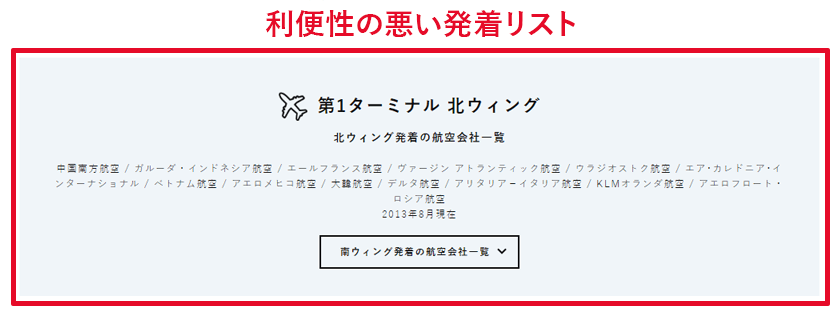 利便性の悪い発着リスト
第1ターミナル 北ウィング
北ウィング発着の航空会社一覧
中国南方航空 / ガルーダ・インドネシア航空 / エールフランス航空 / ヴァージン アトランティック航空 / ウラジオストク航空 / エア・カレドニア・イ
ンターナショナル / ベトナム航空 / アエロメヒコ航空 / 大韓航空 / デルタ航空 / アリタリア－イタリア航空 / KLMオランダ航空 / アエロフロート・
ロシア航空
2013年8月現在
南ウィング発着の航空会社一覧